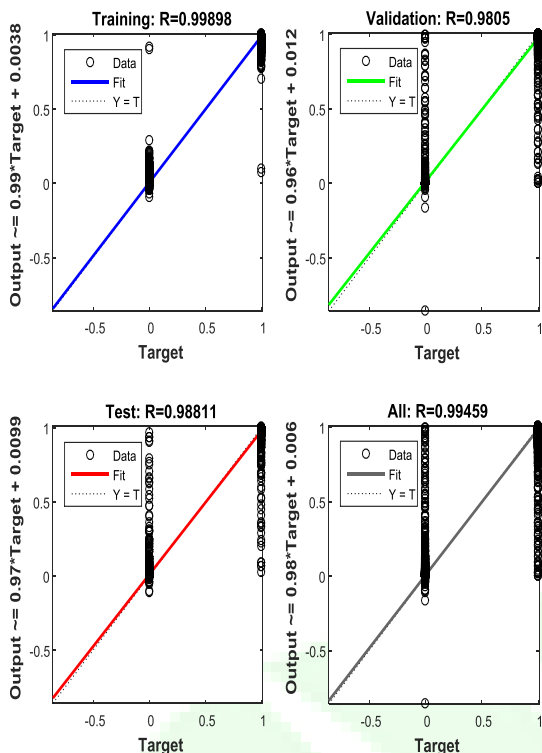 Training: R=0.99898
Output ~= 0.99*Target + 0.0038
1
0.5
0
-0.5
Data
Fit
Y = T
-0.5
0
0.5
1
Target
Validation: R=0.9805
Output ~= 0.96*Target + 0.012
1
0.5
0
-0.5
Data
Fit
Y = T
-0.5
0
0.5
1
Target
Test: R=0.98811
Output ~= 0.97*Target + 0.0099
1
0.5
0
-0.5
Data
Fit
Y = T
-0.5
0
0.5
1
Target
All: R=0.99459
Output ~= 0.98*Target + 0.006
1
0.5
0
-0.5
Data
Fit
Y = T
-0.5
0
0.5
1
Target